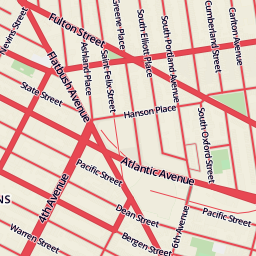 Nevins Street
Fulton Street
Greene Place
South Elliott Place
South Portland Avenue
Cumberland Street
Carlton Avenue
Flatbush Avenue
Ashland Place
Saint Felix Street
Hanson Place
State Street
South Oxford Street
Atlantic Avenue
Pacific Street
Pacific Street
4th Avenue
Dean Street
6th Avenue
Warren Street
Bergen Street